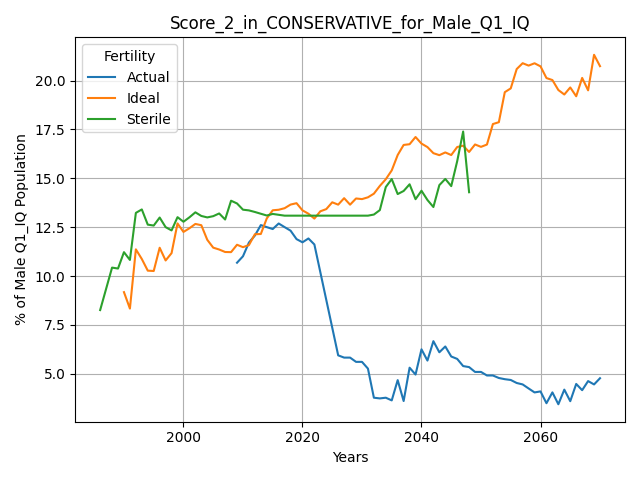 Score_2_in_CONSERVATIVE_for_Male_Q1_IQ
Fertility
Actual
Ideal
Sterile
% of Male Q1_IQ Population
20.0
17.5
15.0
12.5
10.0
7.5
5.0
2000
2020
2040
2060
Years